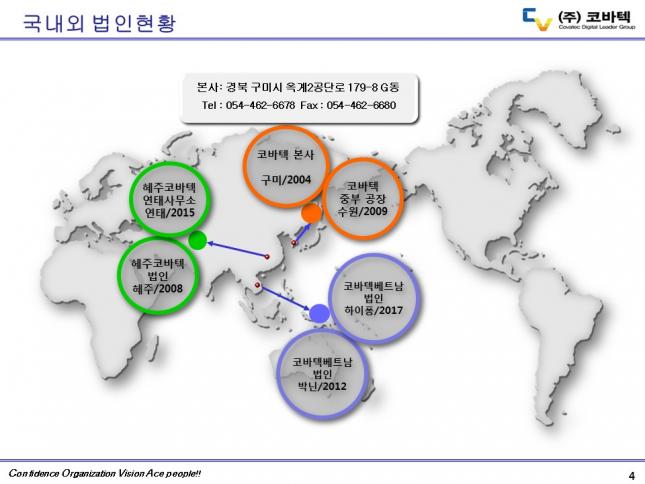 국내외 법인현황
CV
(주) 코바텍
Covatec Digital Leader Group
본사: 경북 구미시 옥계2공단로 179-8 G동
Tel : 054-462-6678 Fax : 054-462-6680
코바텍 본사
구미/2004
코바텍
중부 공장
수원/2009
혜주코바텍
연태사무소
연태/2015
혜주코바텍
법인
혜주/2008
코바텍베트남
법인
하이퐁/2017
코바텍베트남
법인
박닌/2012
Confidence Organization Vision Ace people!!
4